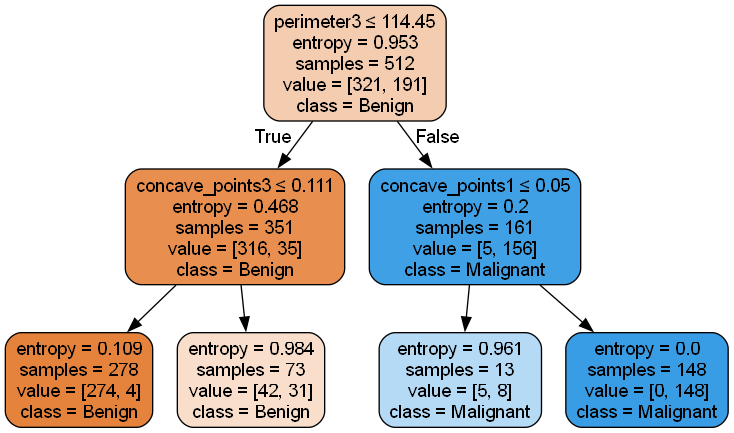 perimeter3 ≤ 114.45
entropy = 0.953
samples = 512
value = [321, 191]
class = Benign
True
False
concave_points3 ≤ 0.111
entropy = 0.468
samples = 351
value = [316, 35]
class = Benign
concave_points1 ≤ 0.05
entropy = 0.2
samples = 161
value = [5, 156]
class = Malignant
entropy = 0.109
samples = 278
value = [274, 4]
class = Benign
entropy = 0.984
samples = 73
value = [42, 31]
class = Benign
entropy = 0.961
samples = 13
value = [5, 8]
class = Malignant
entropy = 0.0
samples = 148
value = [0, 148]
class = Malignant